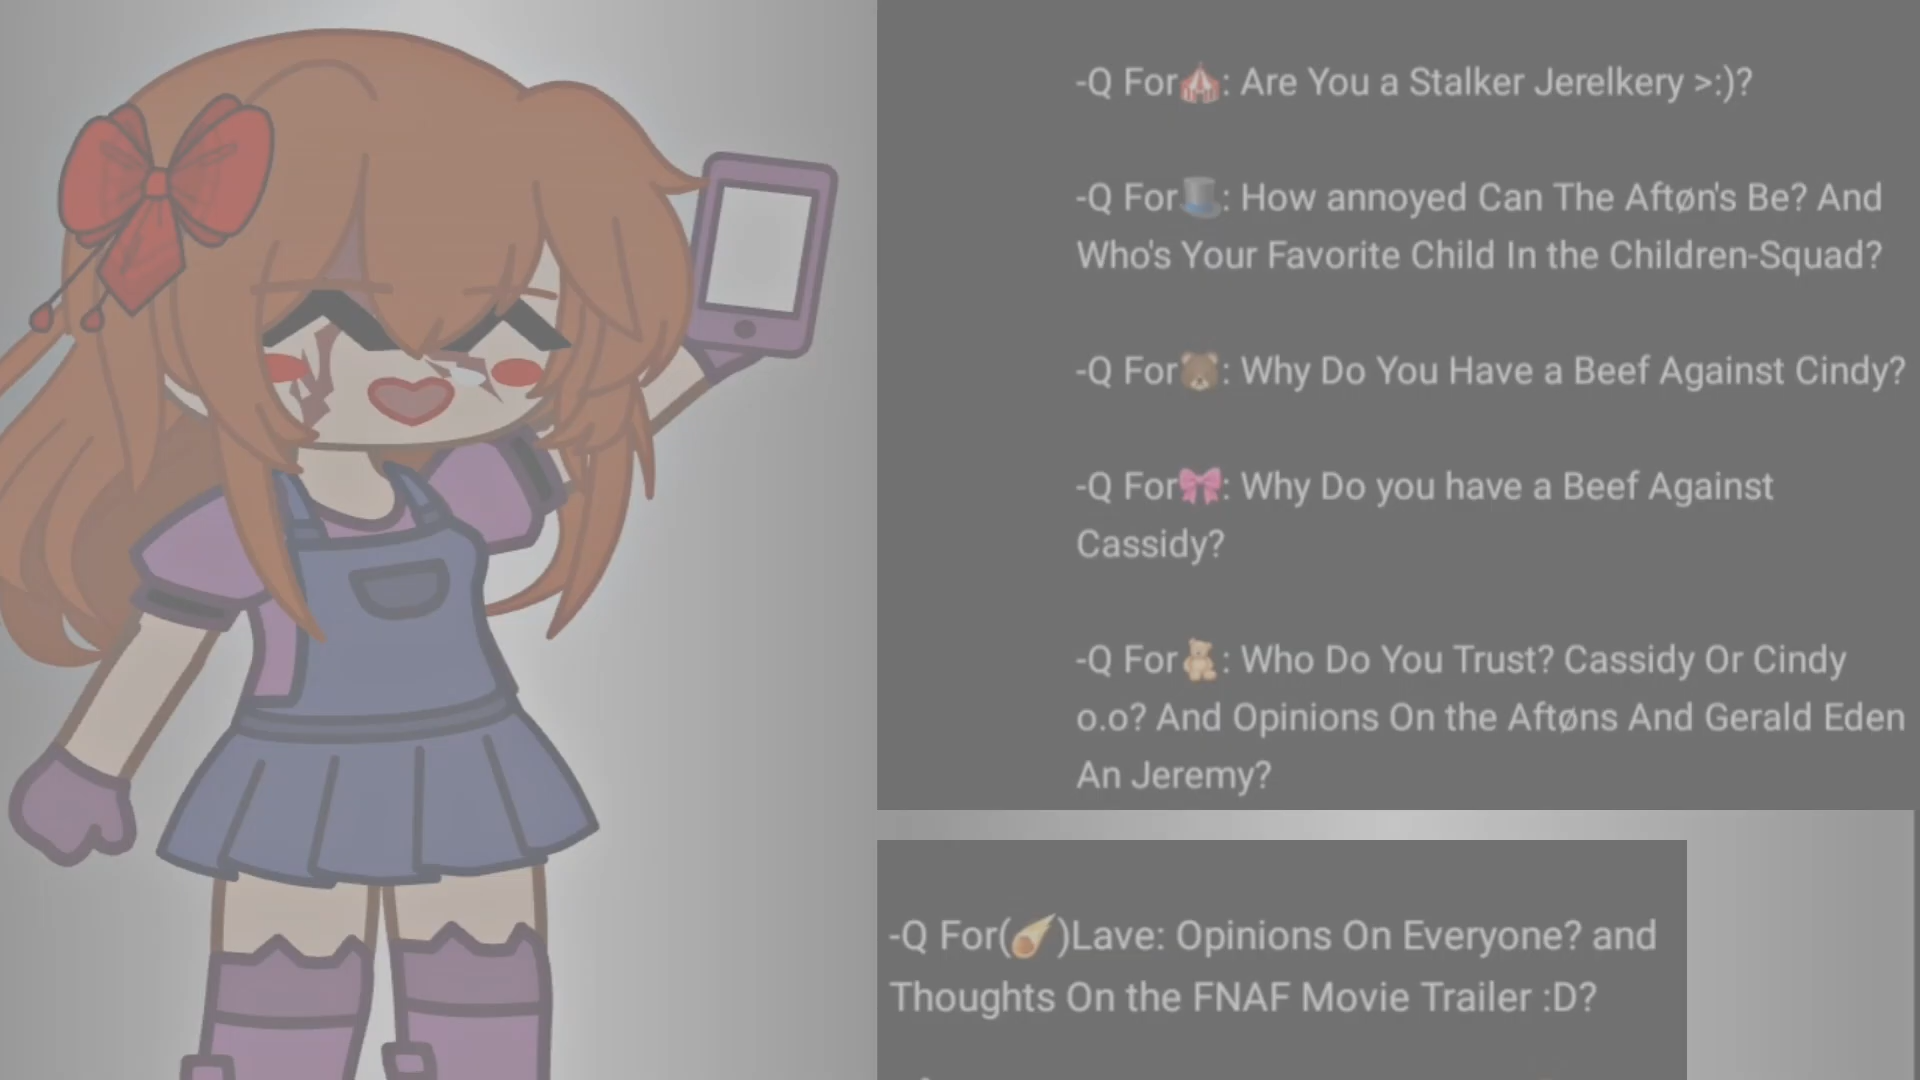 -Q For🎪: Are You a Stalker Jerelkery >:)?
-Q For🎩: How annoyed Can The Aftøn's Be? And
Who's Your Favorite Child In the Children-Squad?
-Q For🐻: Why Do You Have a Beef Against Cindy?
-Q For🎀: Why Do you have a Beef Against
Cassidy?
-Q For🧸: Who Do You Trust? Cassidy Or Cindy
o.o? And Opinions On the Aftøns And Gerald Eden
An Jeremy?
-Q For(☄️)Lave: Opinions On Everyone? and
Thoughts On the FNAF Movie Trailer :D?